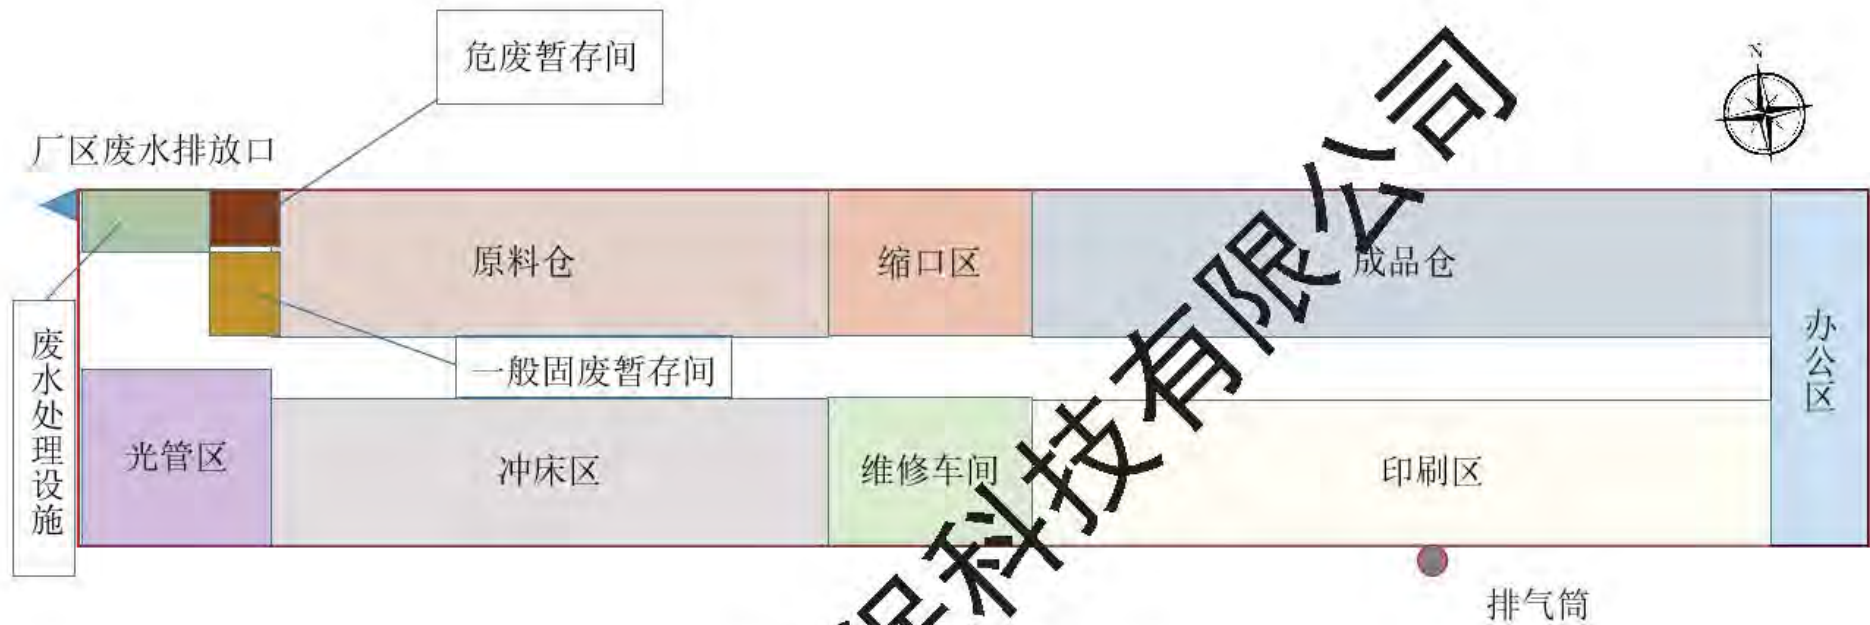 危废暂存间
N
厂区废水排放口
原料仓
缩口区
成品仓
办公区
一般固废暂存间
废水处理设施
光管区
冲床区
维修车间
印刷区
排气筒
科技有限公司